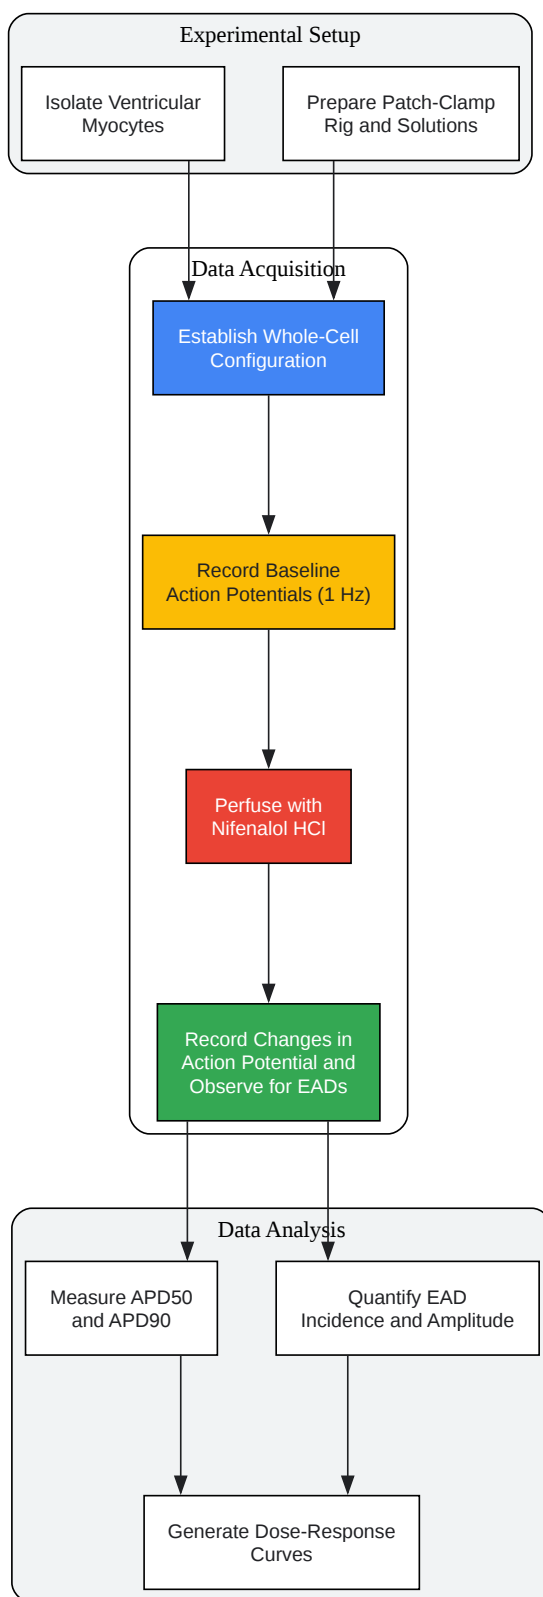 Experimental Setup
Isolate Ventricular
Myocytes
Prepare Patch-Clamp
Rig and Solutions
Data Acquisition
Establish Whole-Cell
Configuration
Record Baseline
Action Potentials (1 Hz)
Perfuse with
Nifenalol HCl
Record Changes in
Action Potential and
Observe for EADs
Data Analysis
Measure APD50
and APD90
Quantify EAD
Incidence and Amplitude
Generate Dose-Response
Curves